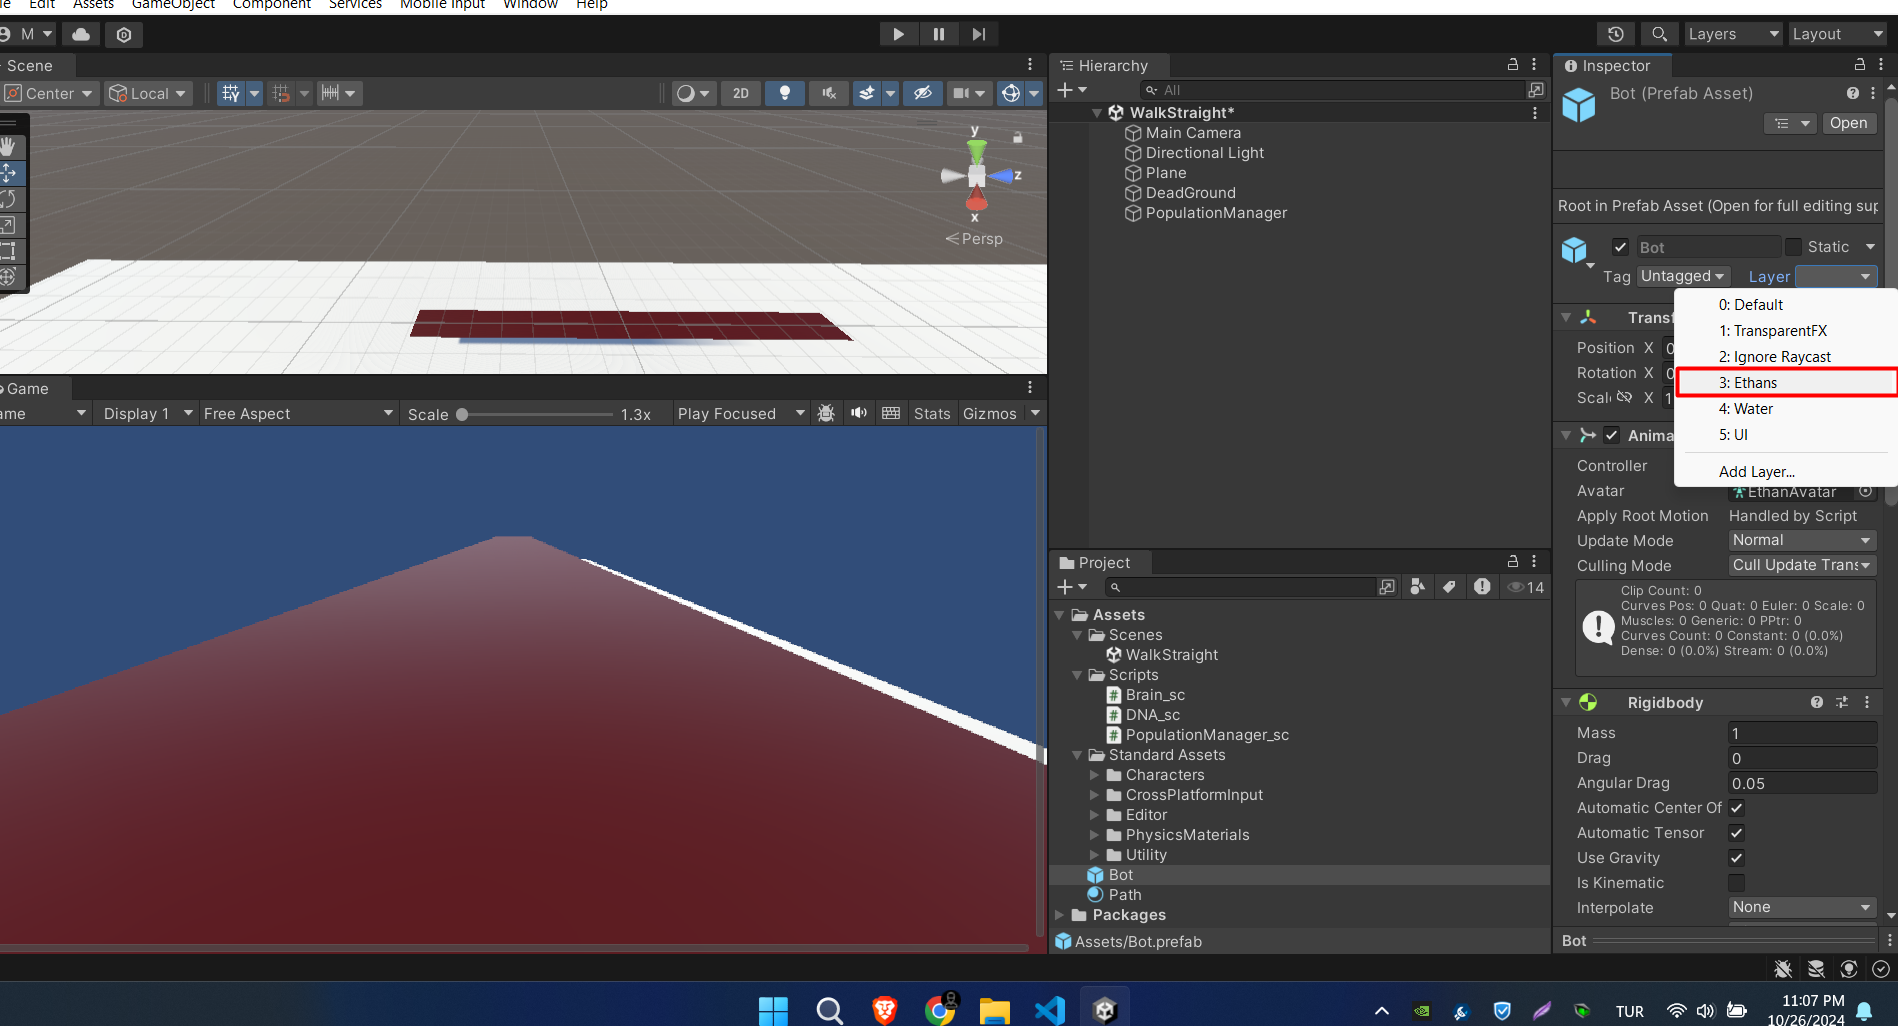 Edit Assets GameObject Component Services Mobile Input Window Help
M Layers Layout
Scene
Center Local 2D
y
z
x
Persp
Game
Display 1 Free Aspect Scale 1.3x Play Focused Stats Gizmos
Hierarchy
All
WalkStraight*
Main Camera
Directional Light
Plane
DeadGround
PopulationManager
Project
14
Assets
Scenes
WalkStraight
Scripts
Brain_sc
DNA_sc
PopulationManager_sc
Standard Assets
Characters
CrossPlatformInput
Editor
PhysicsMaterials
Utility
Bot
Path
Packages
Assets/Bot.prefab
Inspector
Bot (Prefab Asset)
Open
Root in Prefab Asset (Open for full editing sup
Bot Static
Tag Untagged Layer
0: Default
1: TransparentFX
2: Ignore Raycast
3: Ethans
4: Water
5: UI
Add Layer...
Transf
Position X 0
Rotation X 0
Scale X 1
Anima
Controller
Avatar EthanAvatar
Apply Root Motion Handled by Script
Update Mode Normal
Culling Mode Cull Update Trans
Clip Count: 0
Curves Pos: 0 Quat: 0 Euler: 0 Scale: 0
Muscles: 0 Generic: 0 PPtr: 0
Curves Count: 0 Constant: 0 (0.0%)
Dense: 0 (0.0%) Stream: 0 (0.0%)
Rigidbody
Mass 1
Drag 0
Angular Drag 0.05
Automatic Center Of
Automatic Tensor
Use Gravity
Is Kinematic
Interpolate None
Bot
TUR
11:07 PM
10/26/2024